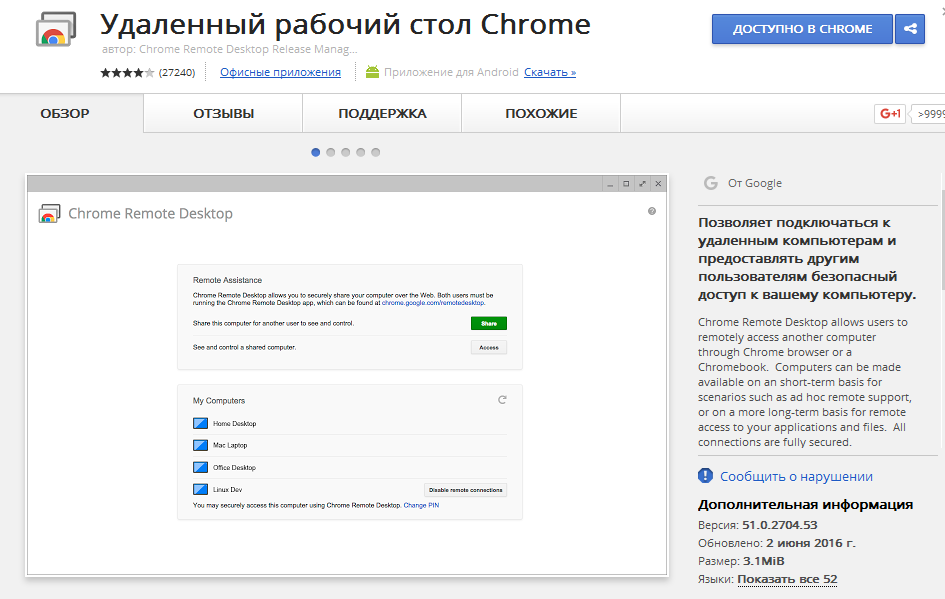 Удаленный рабочий стол Chrome
автор: Chrome Remote Desktop Release Manag...
ДОСТУПНО В CHROME
(27240)
Офисные приложения
Приложение для Android Скачать »
ОБЗОР
ОТЗЫВЫ
ПОДДЕРЖКА
ПОХОЖИЕ
G+1
>9999
Chrome Remote Desktop
Remote Assistance
Chrome Remote Desktop allows you to securely share your computer over the Web. Both users must be
running the Chrome Remote Desktop app, which can be found at chrome.google.com/remotedesktop.
Share this computer for another user to see and control.
Share
See and control a shared computer.
Access
My Computers
Home Desktop
Mac Laptop
Office Desktop
Linux Dev
Disable remote connections
You may securely access this computer using Chrome Remote Desktop. Change PIN
От Google
Позволяет подключаться к
удаленным компьютерам и
предоставлять другим
пользователям безопасный
доступ к вашему компьютеру.
Chrome Remote Desktop allows users to
remotely access another computer
through Chrome browser or a
Chromebook. Computers can be made
available on an short-term basis for
scenarios such as ad hoc remote support,
or on a more long-term basis for remote
access to your applications and files. All
connections are fully secured.
Сообщить о нарушении
Дополнительная информация
Версия: 51.0.2704.53
Обновлено: 2 июня 2016 г.
Размер: 3.1MiB
Языки: Показать все 52